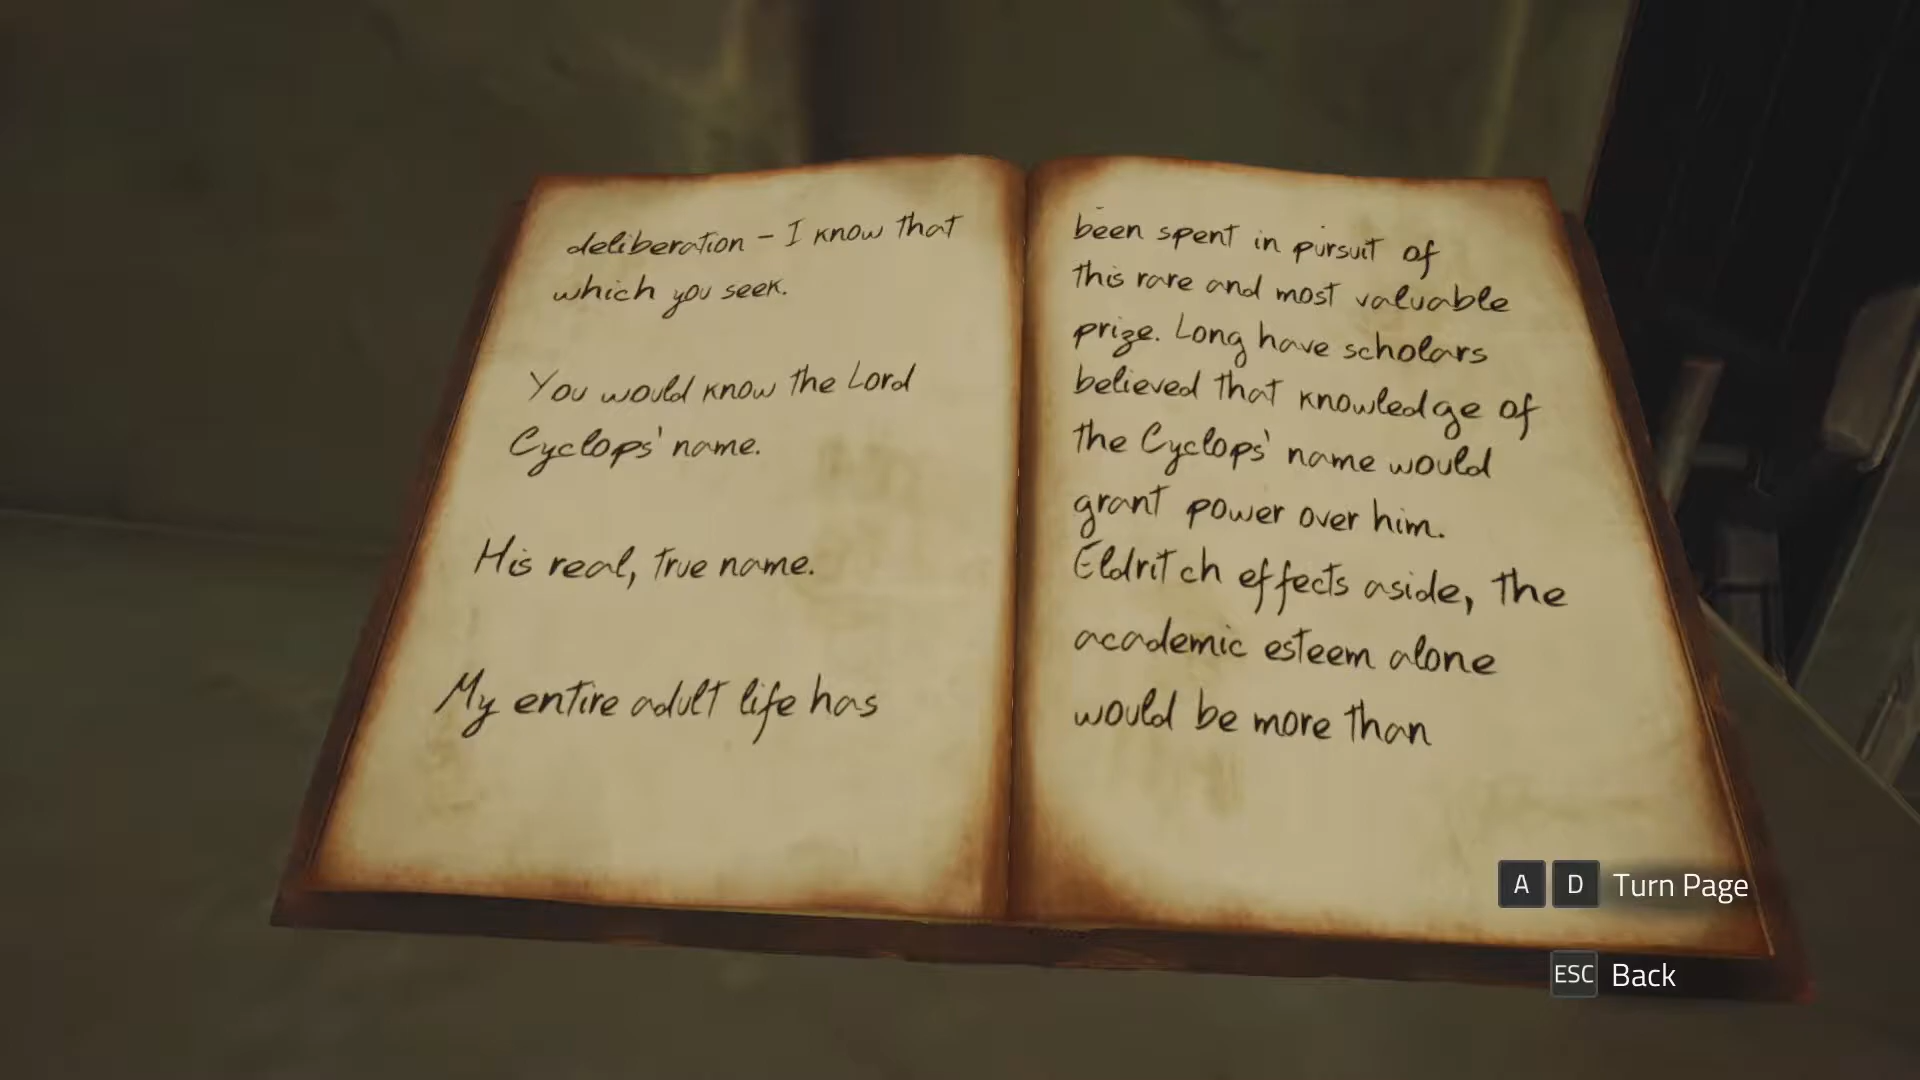 deliberation - I know that
which you seek.
You would know the Lord
Cyclops' name.
His real, true name.
My entire adult life has
been spent in pursuit of
this rare and most valuable
prize. Long have scholars
believed that knowledge of
the Cyclops' name would
grant power over him.
Eldritch effects aside, the
academic esteem alone
would be more than
A D Turn Page
ESC Back